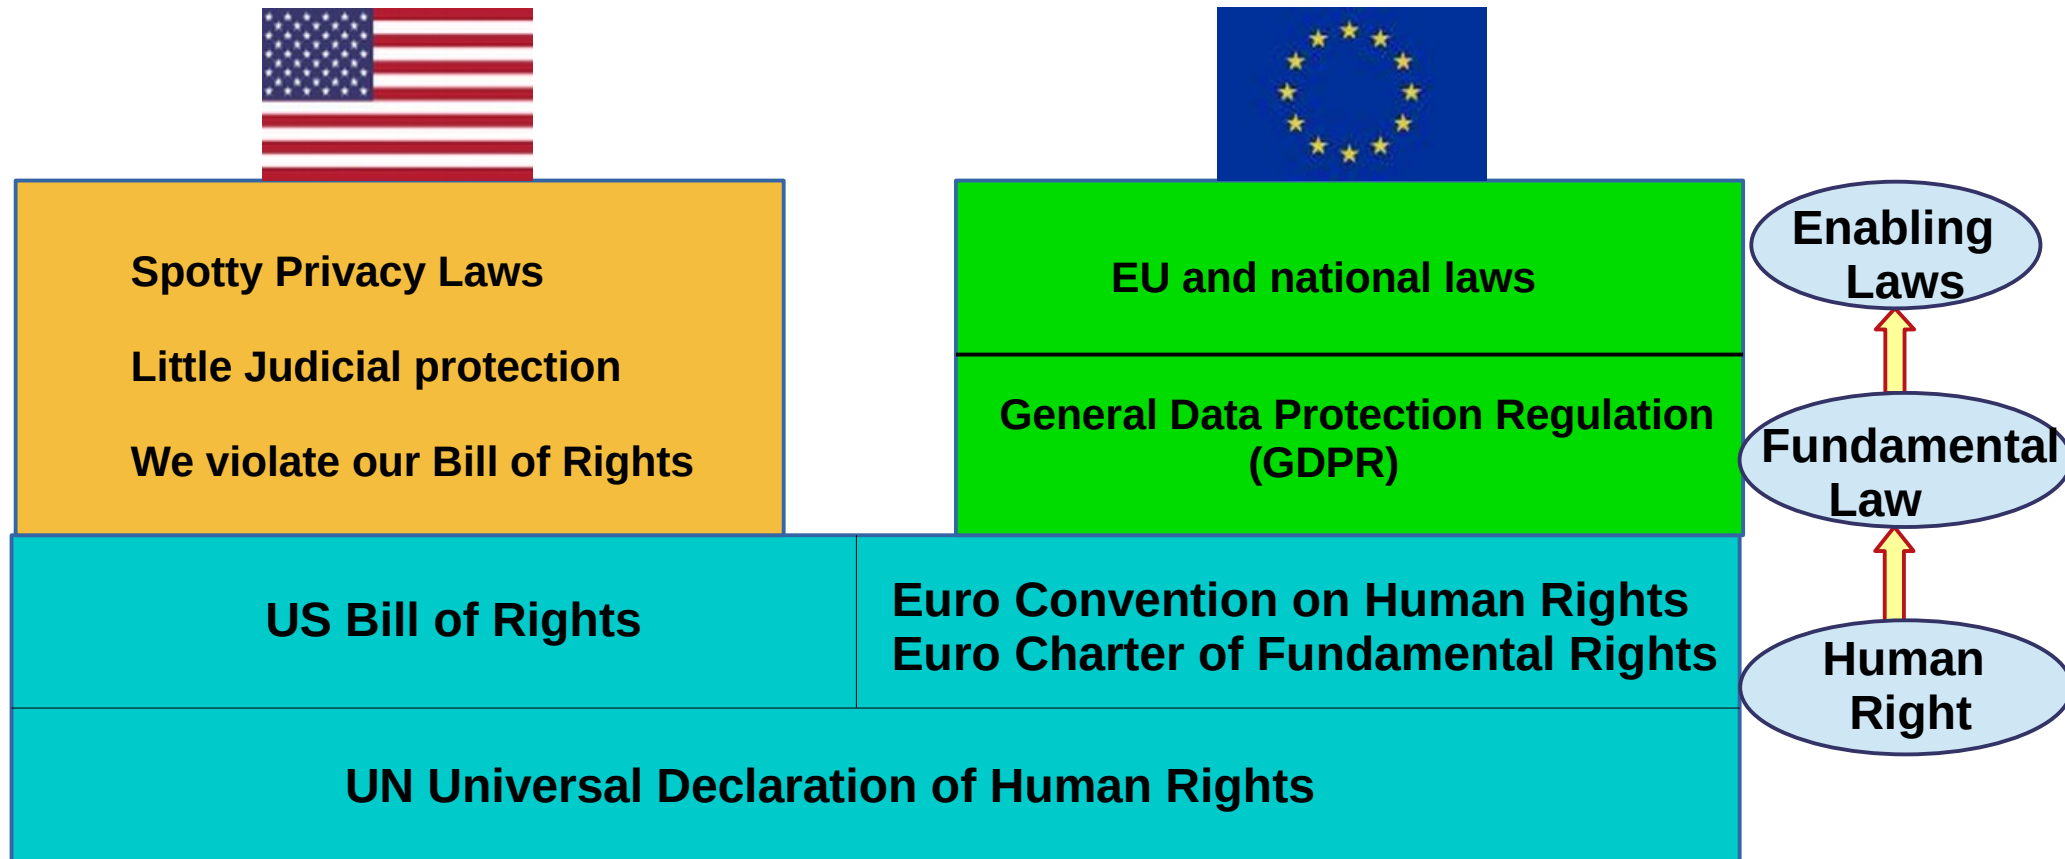 Spotty Privacy Laws
Little Judicial protection
We violate our Bill of Rights
EU and national laws
General Data Protection Regulation
(GDPR)
Enabling
Laws
Fundamental
Law
Human
Right
US Bill of Rights
Euro Convention on Human Rights
Euro Charter of Fundamental Rights
UN Universal Declaration of Human Rights